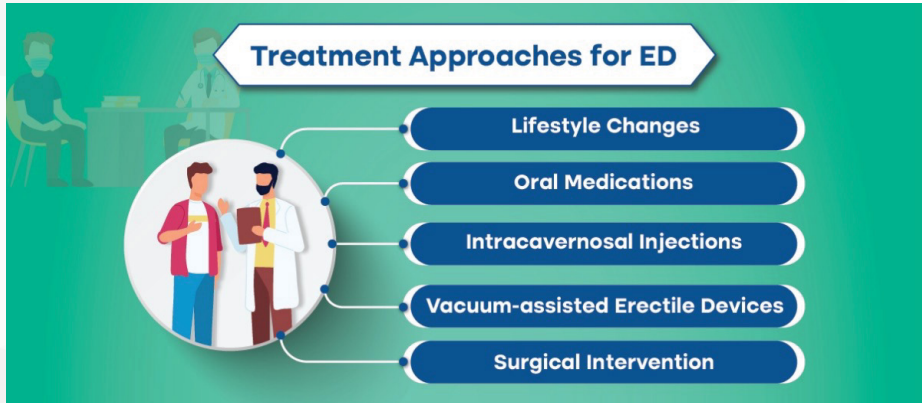 Treatment Approaches for ED
Lifestyle Changes
Oral Medications
Intracavernosal Injections
Vacuum-assisted Erectile Devices
Surgical Intervention